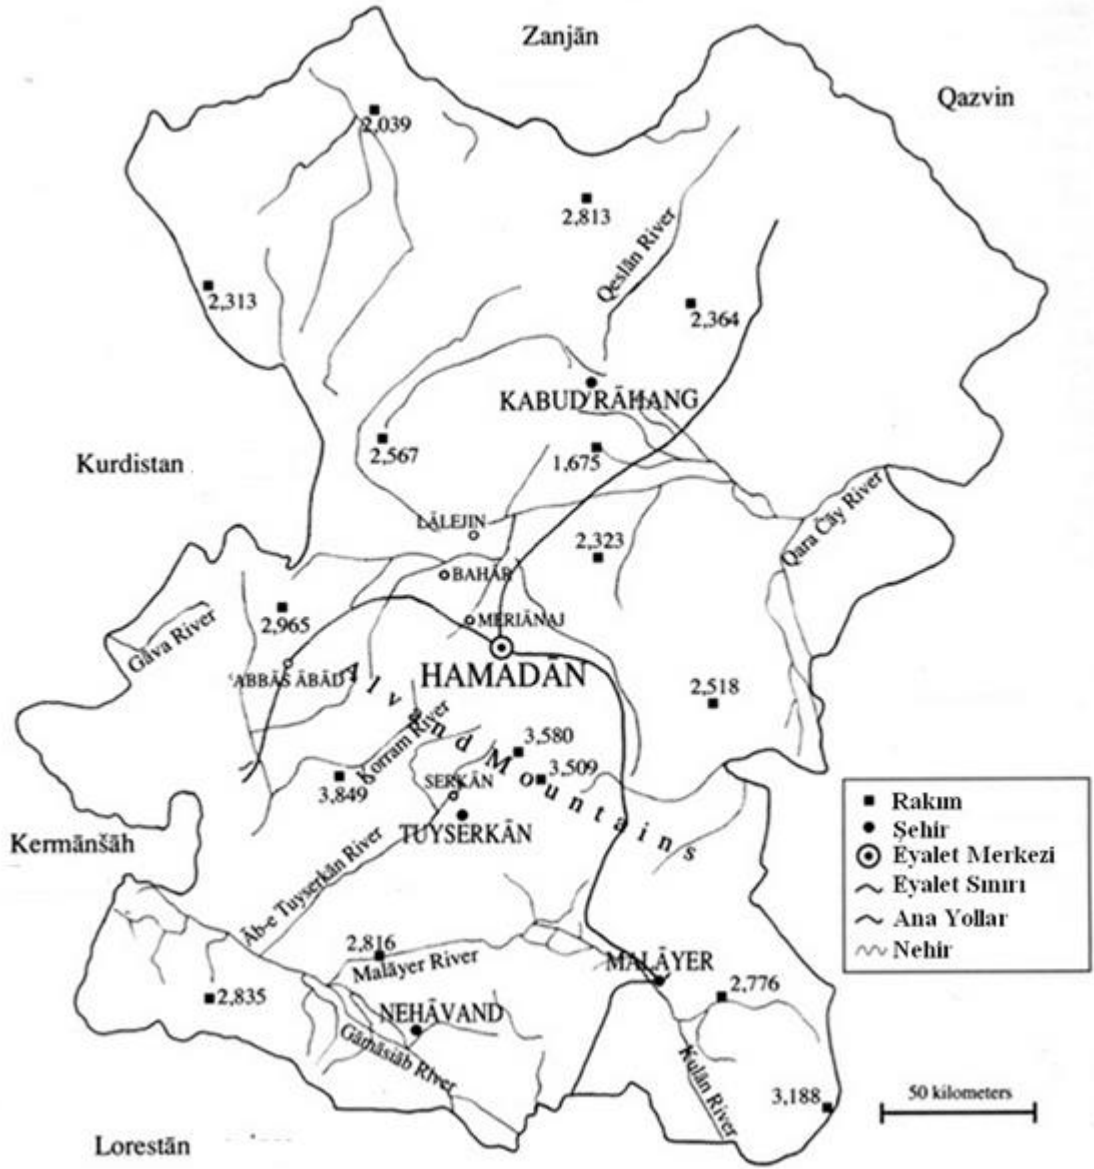 Zanjān
Qazvin
2,039
2,813
Qeslān River
2,313
2,364
KABUD RĀHANG
2,567
1,675
Kurdistan
Qara Čāy River
LĀLEJIN
2,323
BAHĀR
2,965
MERIĀNAJ
Gāva River
ʿABBĀS ĀBĀD
HAMADĀN
Alvand Mountains
2,518
Korram River
3,580
3,509
3,849
SERKĀN
TUYSERKĀN
Kermānšāh
Āb-e Tuyserkān River
2,816
Malāyer River
MALĀYER
2,835
2,776
NEHĀVAND
Gāmāsiāb River
Kulān River
3,188
Lorestān
Rakım
Şehir
Eyalet Merkezi
Eyalet Sınırı
Ana Yollar
Nehir
50 kilometers